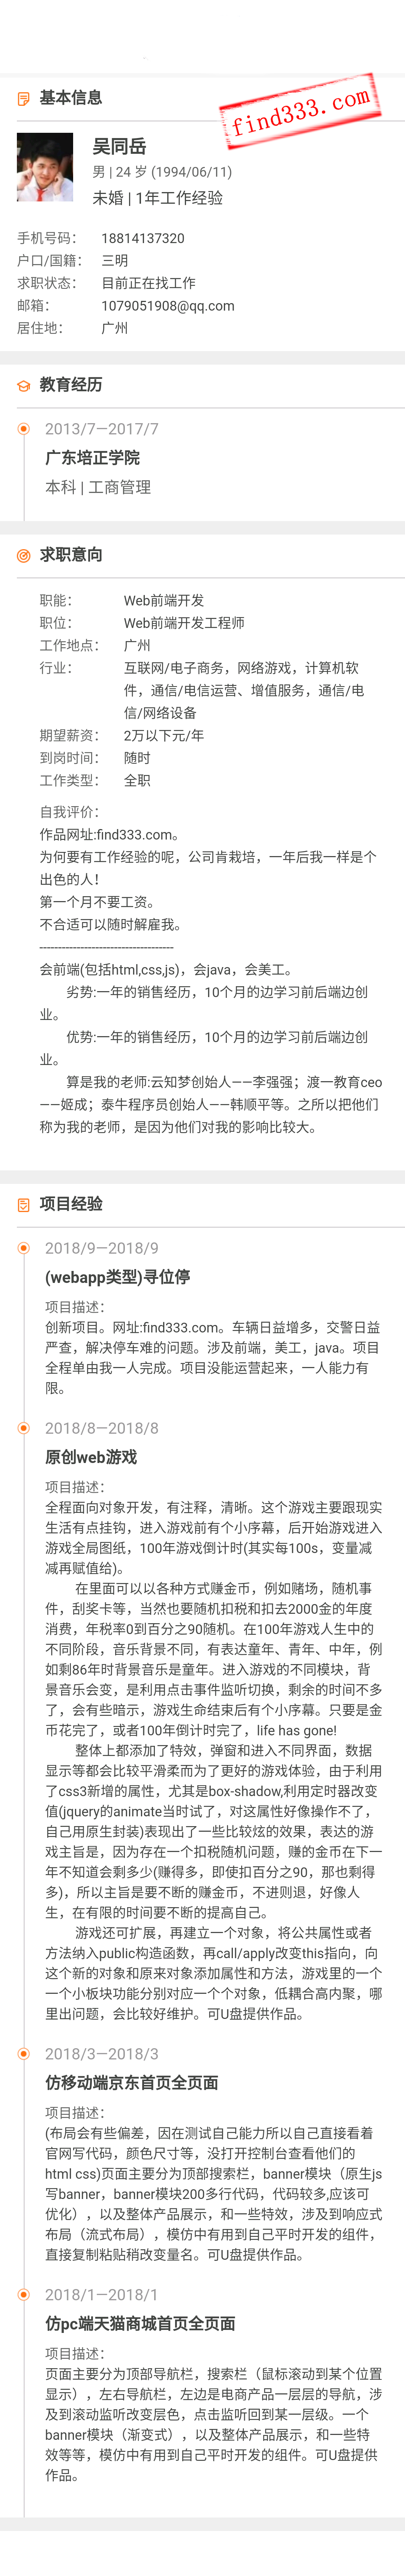 基本信息
find333.com
吴同岳
男 | 24 岁 (1994/06/11)
未婚 | 1年工作经验
手机号码： 18814137320
户口/国籍： 三明
求职状态： 目前正在找工作
邮箱： 1079051908@qq.com
居住地： 广州
教育经历
2013/7—2017/7
广东培正学院
本科 | 工商管理
求职意向
职能： Web前端开发
职位： Web前端开发工程师
工作地点： 广州
行业： 互联网/电子商务，网络游戏，计算机软
件，通信/电信运营、增值服务，通信/电
信/网络设备
期望薪资： 2万以下元/年
到岗时间： 随时
工作类型： 全职
自我评价：
作品网址:find333.com。
为何要有工作经验的呢，公司肯栽培，一年后我一样是个
出色的人！
第一个月不要工资。
不合适可以随时解雇我。
------------------------------------
会前端(包括html,css,js)，会java，会美工。
劣势:一年的销售经历，10个月的边学习前后端边创
业。
优势:一年的销售经历，10个月的边学习前后端边创
业。
算是我的老师:云知梦创始人——李强强；渡一教育ceo
——姬成；泰牛程序员创始人——韩顺平等。之所以把他们
称为我的老师，是因为他们对我的影响比较大。
项目经验
2018/9—2018/9
(webapp类型)寻位停
项目描述：
创新项目。网址:find333.com。车辆日益增多，交警日益
严查，解决停车难的问题。涉及前端，美工，java。项目
全程单由我一人完成。项目没能运营起来，一人能力有
限。
2018/8—2018/8
原创web游戏
项目描述：
全程面向对象开发，有注释，清晰。这个游戏主要跟现实
生活有点挂钩，进入游戏前有个小序幕，后开始游戏进入
游戏全局图纸，100年游戏倒计时(其实每100s，变量减
减再赋值给)。
在里面可以以各种方式赚金币，例如赌场，随机事
件，刮奖卡等，当然也要随机扣税和扣去2000金的年度
消费，年税率0到百分之90随机。在100年游戏人生中的
不同阶段，音乐背景不同，有表达童年、青年、中年，例
如剩86年时背景音乐是童年。进入游戏的不同模块，背
景音乐会变，是利用点击事件监听切换，剩余的时间不多
了，会有些暗示，游戏生命结束后有个小序幕。只要是金
币花完了，或者100年倒计时完了，life has gone!
整体上都添加了特效，弹窗和进入不同界面，数据
显示等都会比较平滑柔而为了更好的游戏体验，由于利用
了css3新增的属性，尤其是box-shadow,利用定时器改变
值(jquery的animate当时试了，对这属性好像操作不了，
自己用原生封装)表现出了一些比较炫的效果，表达的游
戏主旨是，因为存在一个扣税随机问题，赚的金币在下一
年不知道会剩多少(赚得多，即使扣百分之90，那也剩得
多)，所以主旨是要不断的赚金币，不进则退，好像人
生，在有限的时间要不断的提高自己。
游戏还可扩展，再建立一个对象，将公共属性或者
方法纳入public构造函数，再call/apply改变this指向，向
这个新的对象和原来对象添加属性和方法，游戏里的一个
一个小板块功能分别对应一个个对象，低耦合高内聚，哪
里出问题，会比较好维护。可U盘提供作品。
2018/3—2018/3
仿移动端京东首页全页面
项目描述：
(布局会有些偏差，因在测试自己能力所以自己直接看着
官网写代码，颜色尺寸等，没打开控制台查看他们的
html css)页面主要分为顶部搜索栏，banner模块（原生js
写banner，banner模块200多行代码，代码较多,应该可
优化），以及整体产品展示，和一些特效，涉及到响应式
布局（流式布局），模仿中有用到自己平时开发的组件，
直接复制粘贴稍改变量名。可U盘提供作品。
2018/1—2018/1
仿pc端天猫商城首页全页面
项目描述：
页面主要分为顶部导航栏，搜索栏（鼠标滚动到某个位置
显示），左右导航栏，左边是电商产品一层层的导航，涉
及到滚动监听改变层色，点击监听回到某一层级。一个
banner模块（渐变式），以及整体产品展示，和一些特
效等等，模仿中有用到自己平时开发的组件。可U盘提供
作品。